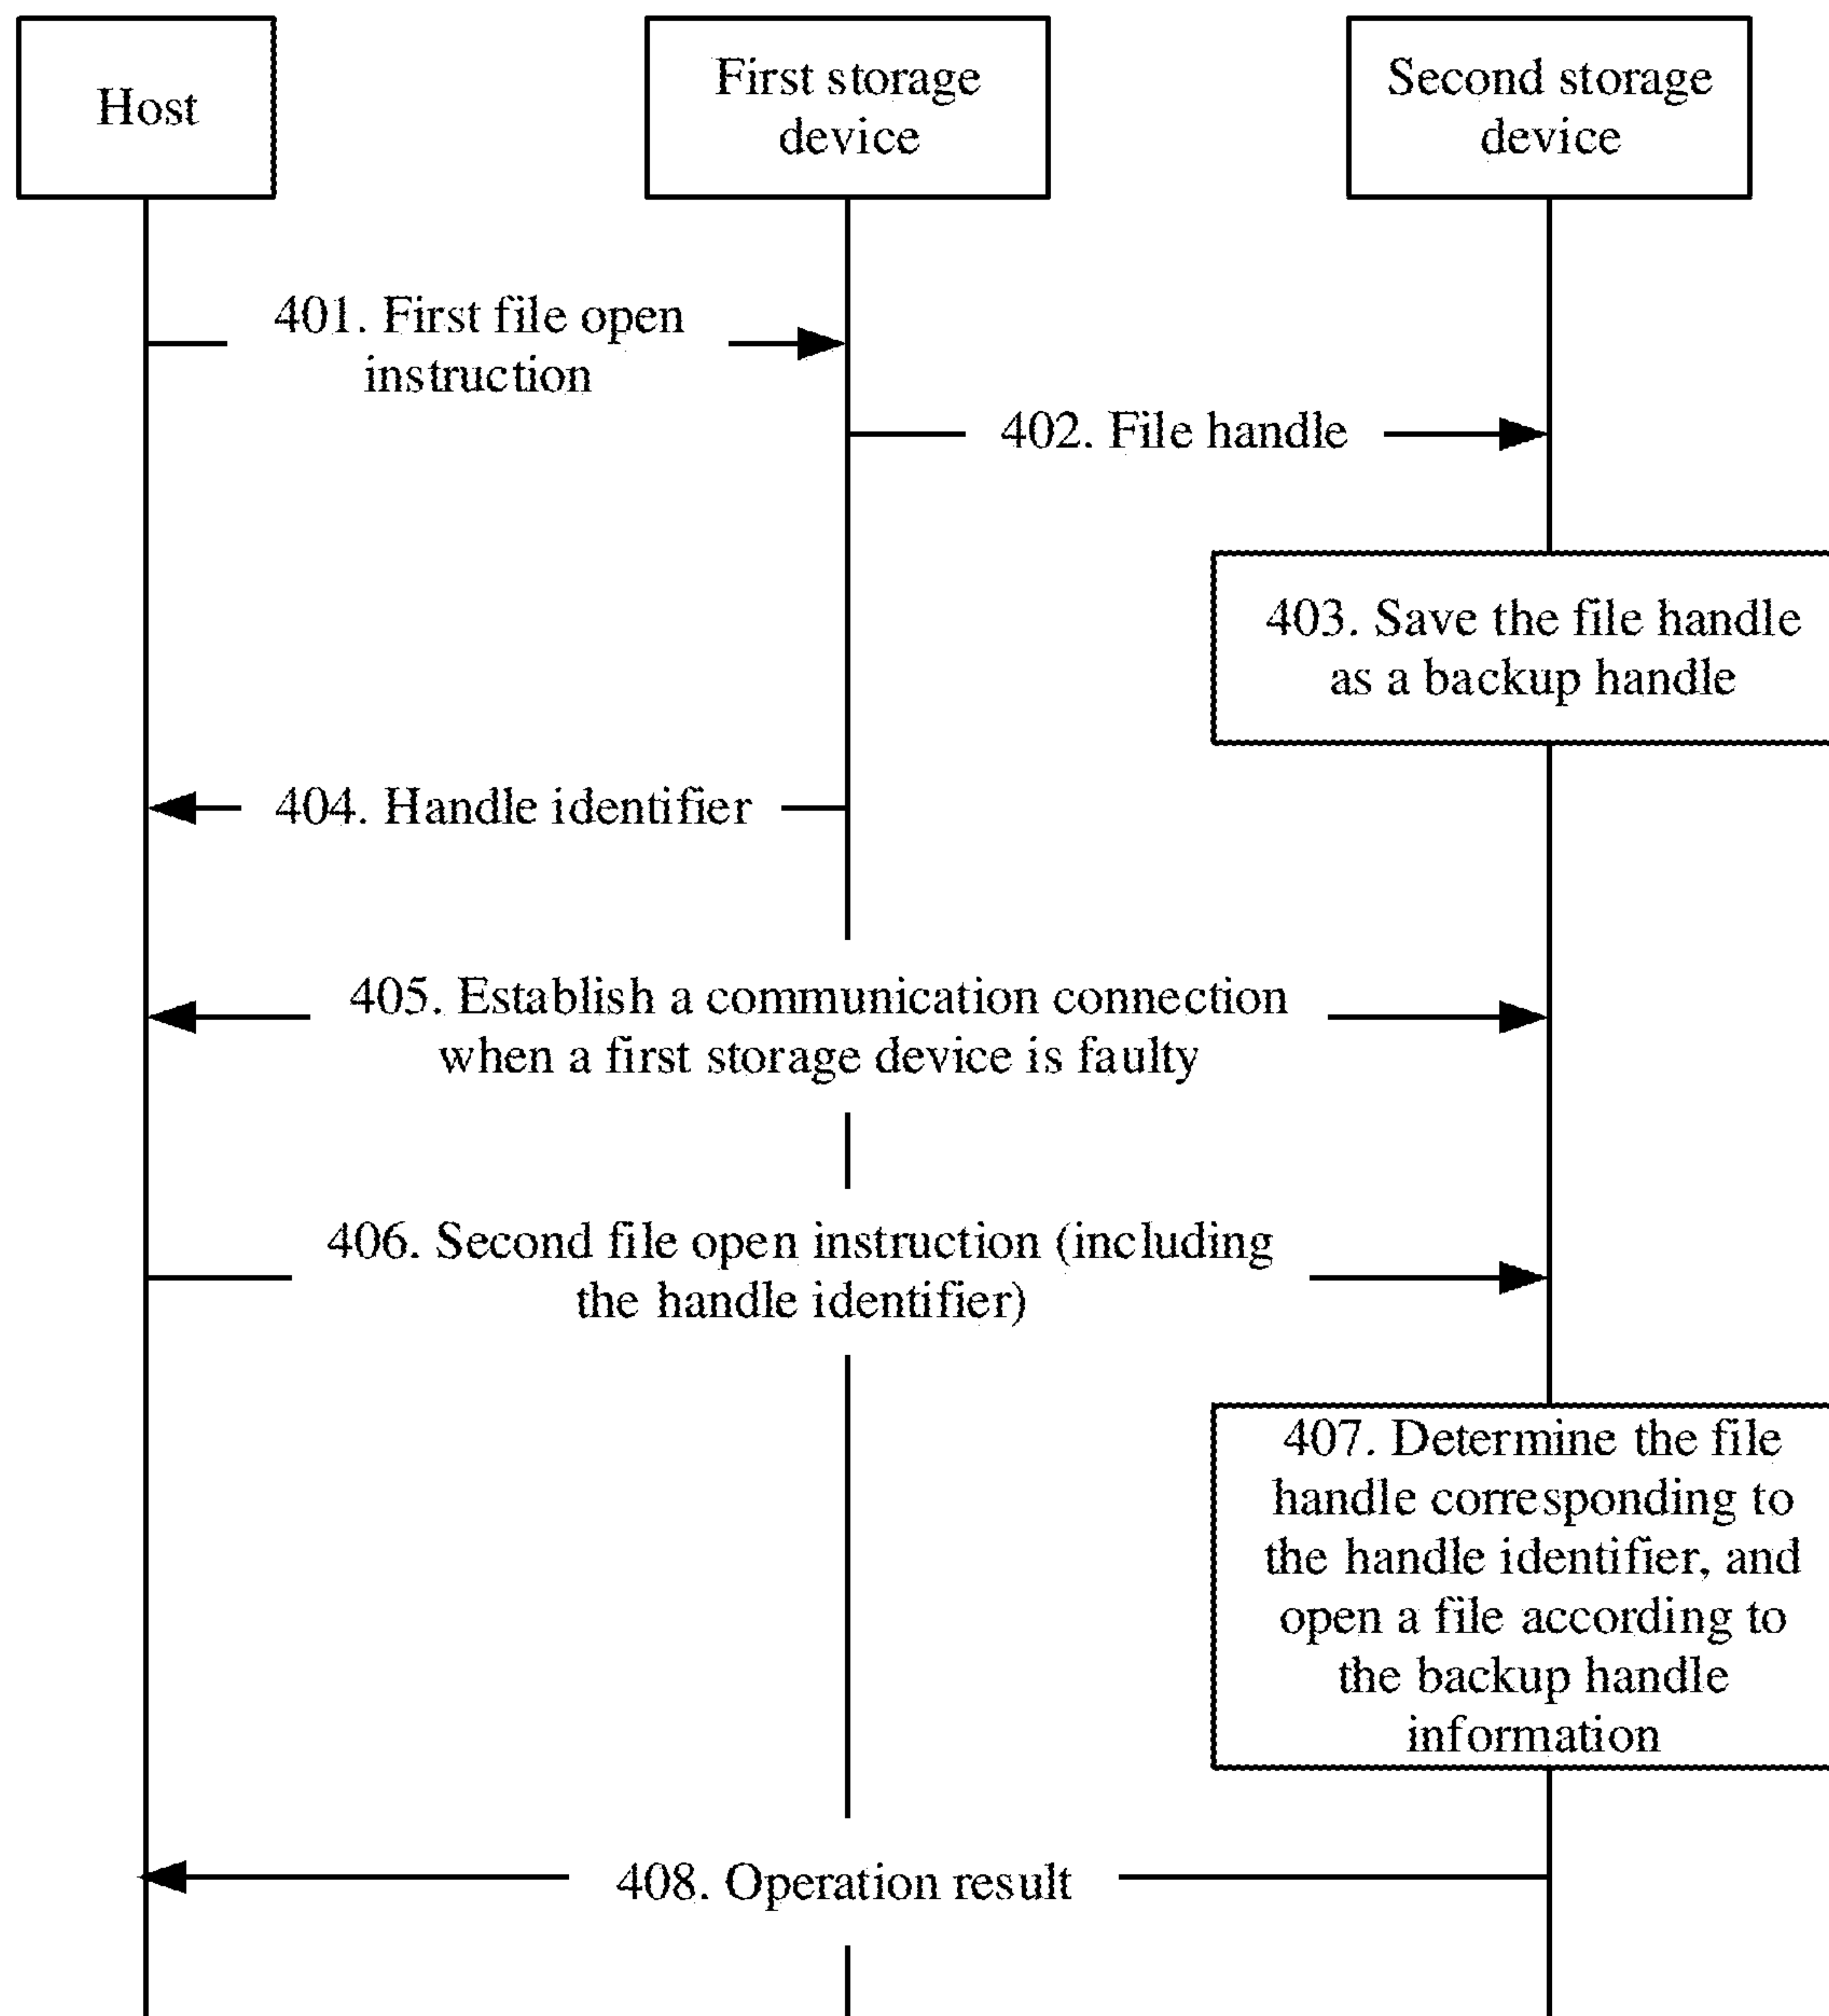 Host
First storage
device
Second storage
device
401. First file open
instruction
402. File handle
403. Save the file handle
as a backup handle
404. Handle identifier
405. Establish a communication connection
when a first storage device is faulty
406. Second file open instruction (including
the handle identifier)
407. Determine the file
handle corresponding to
the handle identifier, and
open a file according to
the backup handle
information
408. Operation result